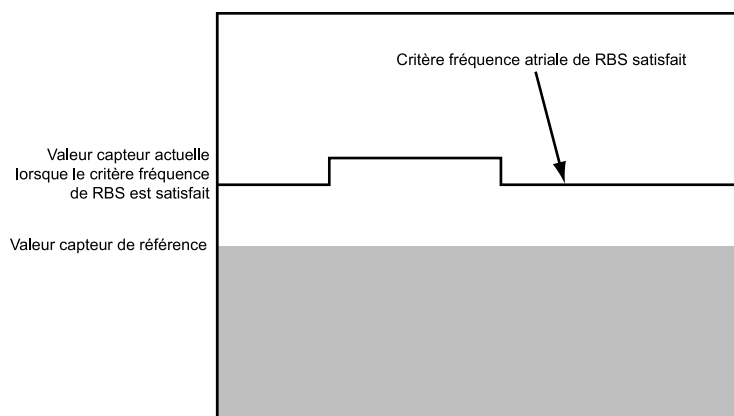 Critère fréquence atriale de RBS satisfait
Valeur capteur actuelle
lorsque le critère fréquence
de RBS est satisfait
Valeur capteur de référence